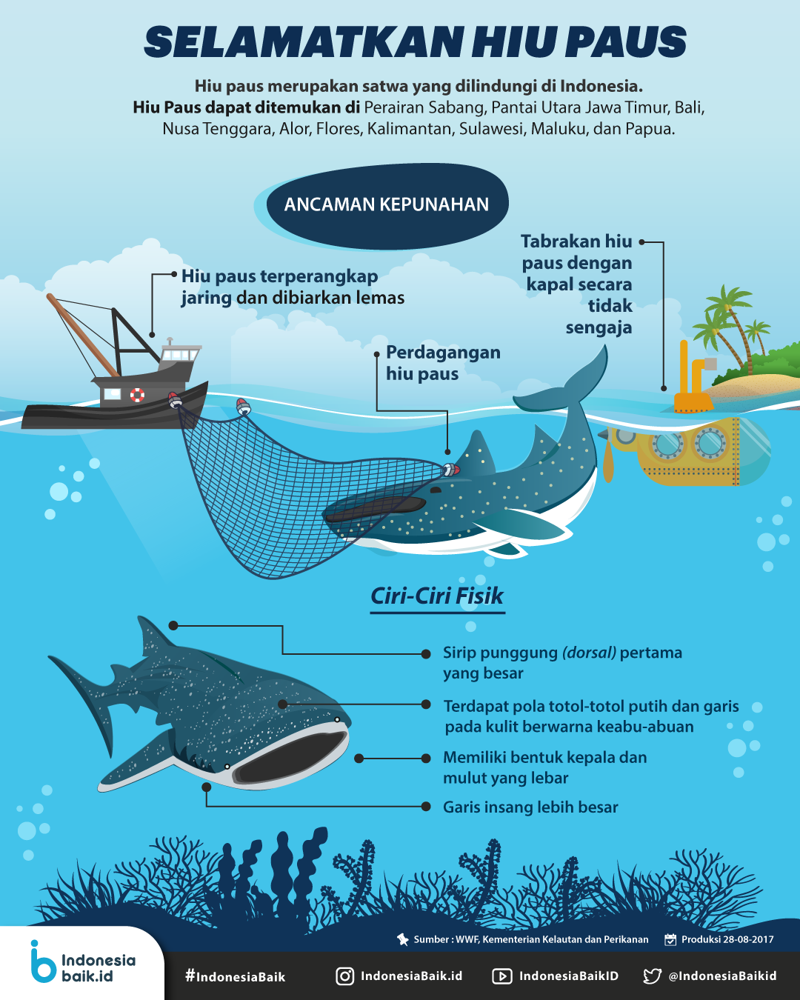 SELAMATKAN HIU PAUS
Hiu paus merupakan satwa yang dilindungi di Indonesia.
Hiu Paus dapat ditemukan di Perairan Sabang, Pantai Utara Jawa Timur, Bali,
Nusa Tenggara, Alor, Flores, Kalimantan, Sulawesi, Maluku, dan Papua.
ANCAMAN KEPUNAHAN
Hiu paus terperangkap
jaring dan dibiarkan lemas
Perdagangan
hiu paus
Tabrakan hiu
paus dengan
kapal secara
tidak
sengaja
Ciri-Ciri Fisik
Sirip punggung (dorsal) pertama
yang besar
Terdapat pola totol-totol putih dan garis
pada kulit berwarna keabu-abuan
Memiliki bentuk kepala dan
mulut yang lebar
Garis insang lebih besar
Sumber : WWF, Kementerian Kelautan dan Perikanan
Produksi 28-08-2017
Indonesia
baik.id
#IndonesiaBaik
IndonesiaBaik.id
IndonesiaBaikID
@IndonesiaBaikid